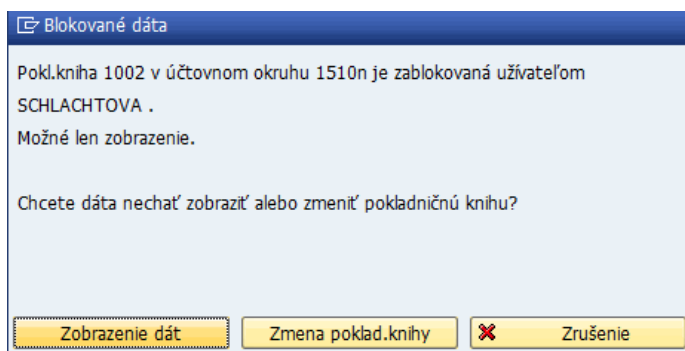 Blokované dáta
Pokl.kniha 1002 v účtovnom okruhu 1510n je zablokovaná užívateľom
SCHLACHTOVA .
Možné len zobrazenie.
Chcete dáta nechať zobraziť alebo zmeniť pokladničnú knihu?
Zobrazenie dát Zmena poklad.knihy Zrušenie